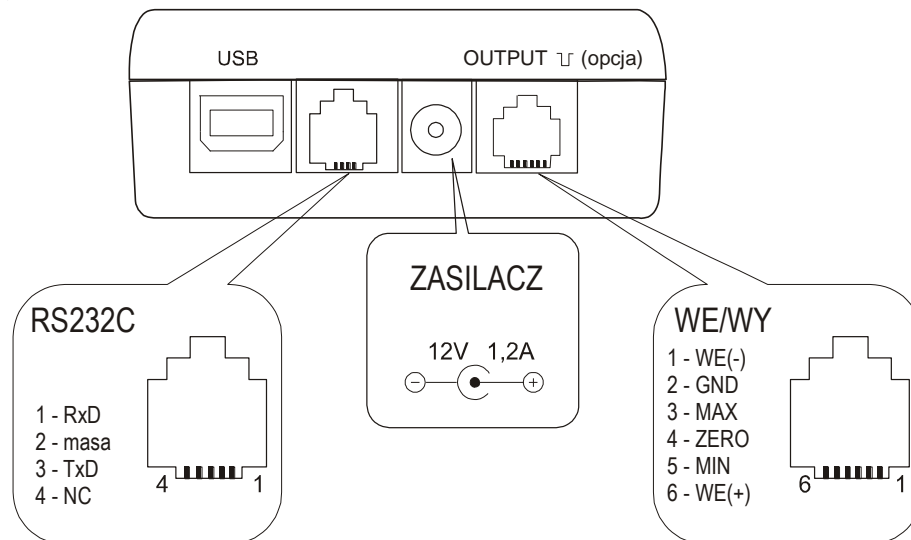 USB
OUTPUT (opcja)
RS232C
1 - RxD
2 - masa
3 - TxD
4 - NC
4 1
ZASILACZ
12V 1,2A
WE/WY
1 - WE(-)
2 - GND
3 - MAX
4 - ZERO
5 - MIN
6 - WE(+)
6 1